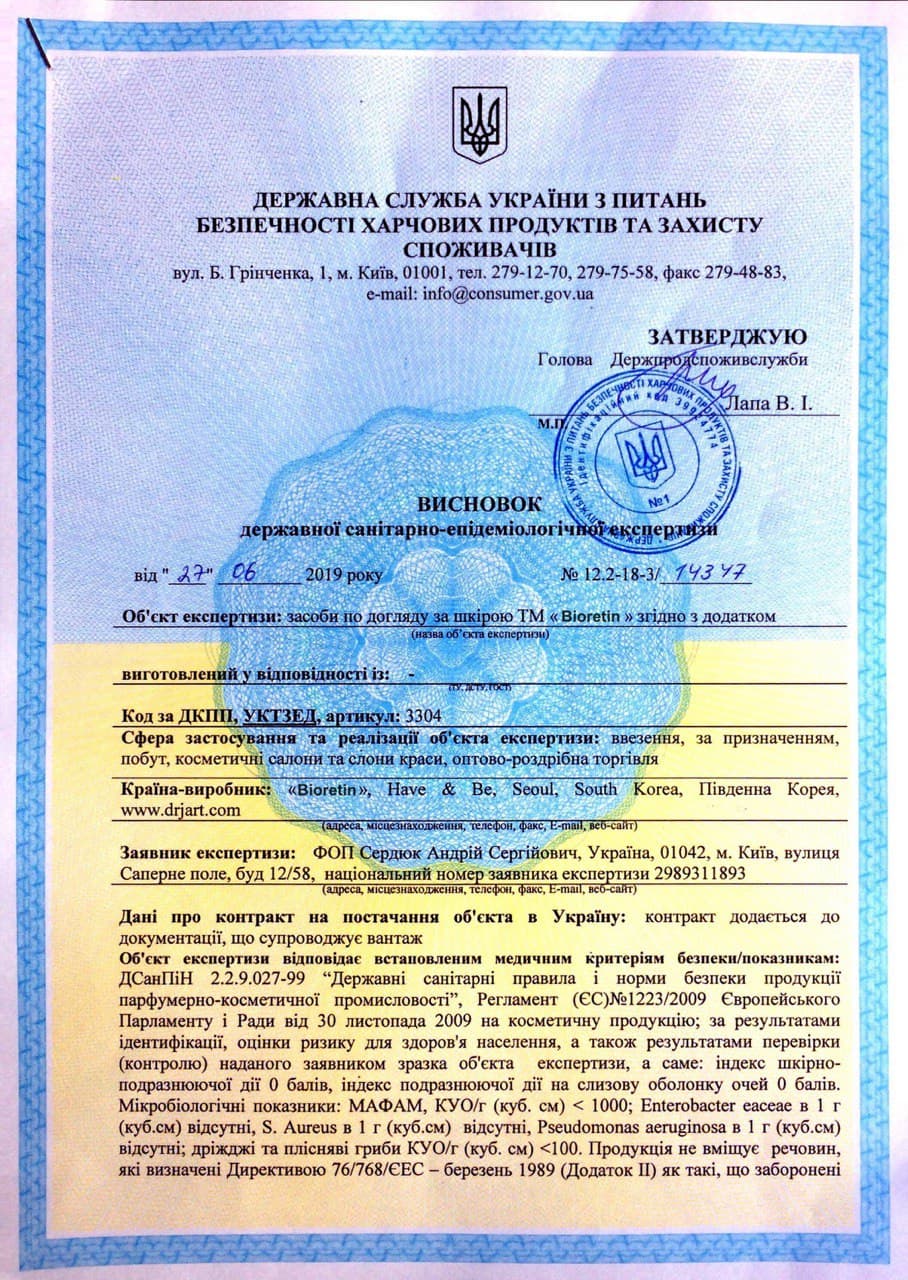 ДЕРЖАВНА СЛУЖБА УКРАЇНИ З ПИТАНЬ
БЕЗПЕЧНОСТІ ХАРЧОВИХ ПРОДУКТІВ ТА ЗАХИСТУ
СПОЖИВАЧІВ
вул. Б. Грінченка, 1, м. Київ, 01001, тел. 279-12-70, 279-75-58, факс 279-48-83,
e-mail: info@consumer.gov.ua
ЗАТВЕРДЖУЮ
Голова Держпродспоживслужби
Лапа В. І.
М.П.
ідентифікаційний код 39924774
№1
ВИСНОВОК
державної санітарно-епідеміологічної експертизи
від "27" 06 2019 року № 12.2-18-3/14347
Об'єкт експертизи: засоби по догляду за шкірою ТМ « Bioretin » згідно з додатком
(назва об'єкта експертизи)
виготовлений у відповідності із: -
(ТУ, ДСТУ, ГОСТ)
Код за ДКПП, УКТЗЕД, артикул: 3304
Сфера застосування та реалізації об'єкта експертизи: ввезення, за призначенням,
побут, косметичні салони та слони краси, оптово-роздрібна торгівля
Країна-виробник: «Bioretin», Have & Be, Seoul, South Korea, Південна Корея,
www.drjart.com
(адреса, місцезнаходження, телефон, факс, E-mail, веб-сайт)
Заявник експертизи: ФОП Сердюк Андрій Сергійович, Україна, 01042, м. Київ, вулиця
Саперне поле, буд 12/58, національний номер заявника експертизи 2989311893
(адреса, місцезнаходження, телефон, факс, E-mail, веб-сайт)
Дані про контракт на постачання об'єкта в Україну: контракт додається до
документації, що супроводжує вантаж
Об'єкт експертизи відповідає встановленим медичним критеріям безпеки/показникам:
ДСанПіН 2.2.9.027-99 “Державні санітарні правила і норми безпеки продукції
парфумерно-косметичної промисловості”, Регламент (ЄС)№1223/2009 Європейського
Парламенту і Ради від 30 листопада 2009 на косметичну продукцію; за результатами
ідентифікації, оцінки ризику для здоров'я населення, а також результатами перевірки
(контролю) наданого заявником зразка об'єкта експертизи, а саме: індекс шкірно-
подразнюючої дії 0 балів, індекс подразнюючої дії на слизову оболонку очей 0 балів.
Мікробіологічні показники: МАФАМ, КУО/г (куб. см) < 1000; Enterobacter eaceae в 1 г
(куб.см) відсутні, S. Aureus в 1 г (куб.см) відсутні, Pseudomonas aeruginosa в 1 г (куб.см)
відсутні; дріжджі та плісняві гриби КУО/г (куб. см) <100. Продукція не вміщує речовин,
які визначені Директивою 76/768/ЄЕС – березень 1989 (Додаток ІІ) як такі, що заборонені